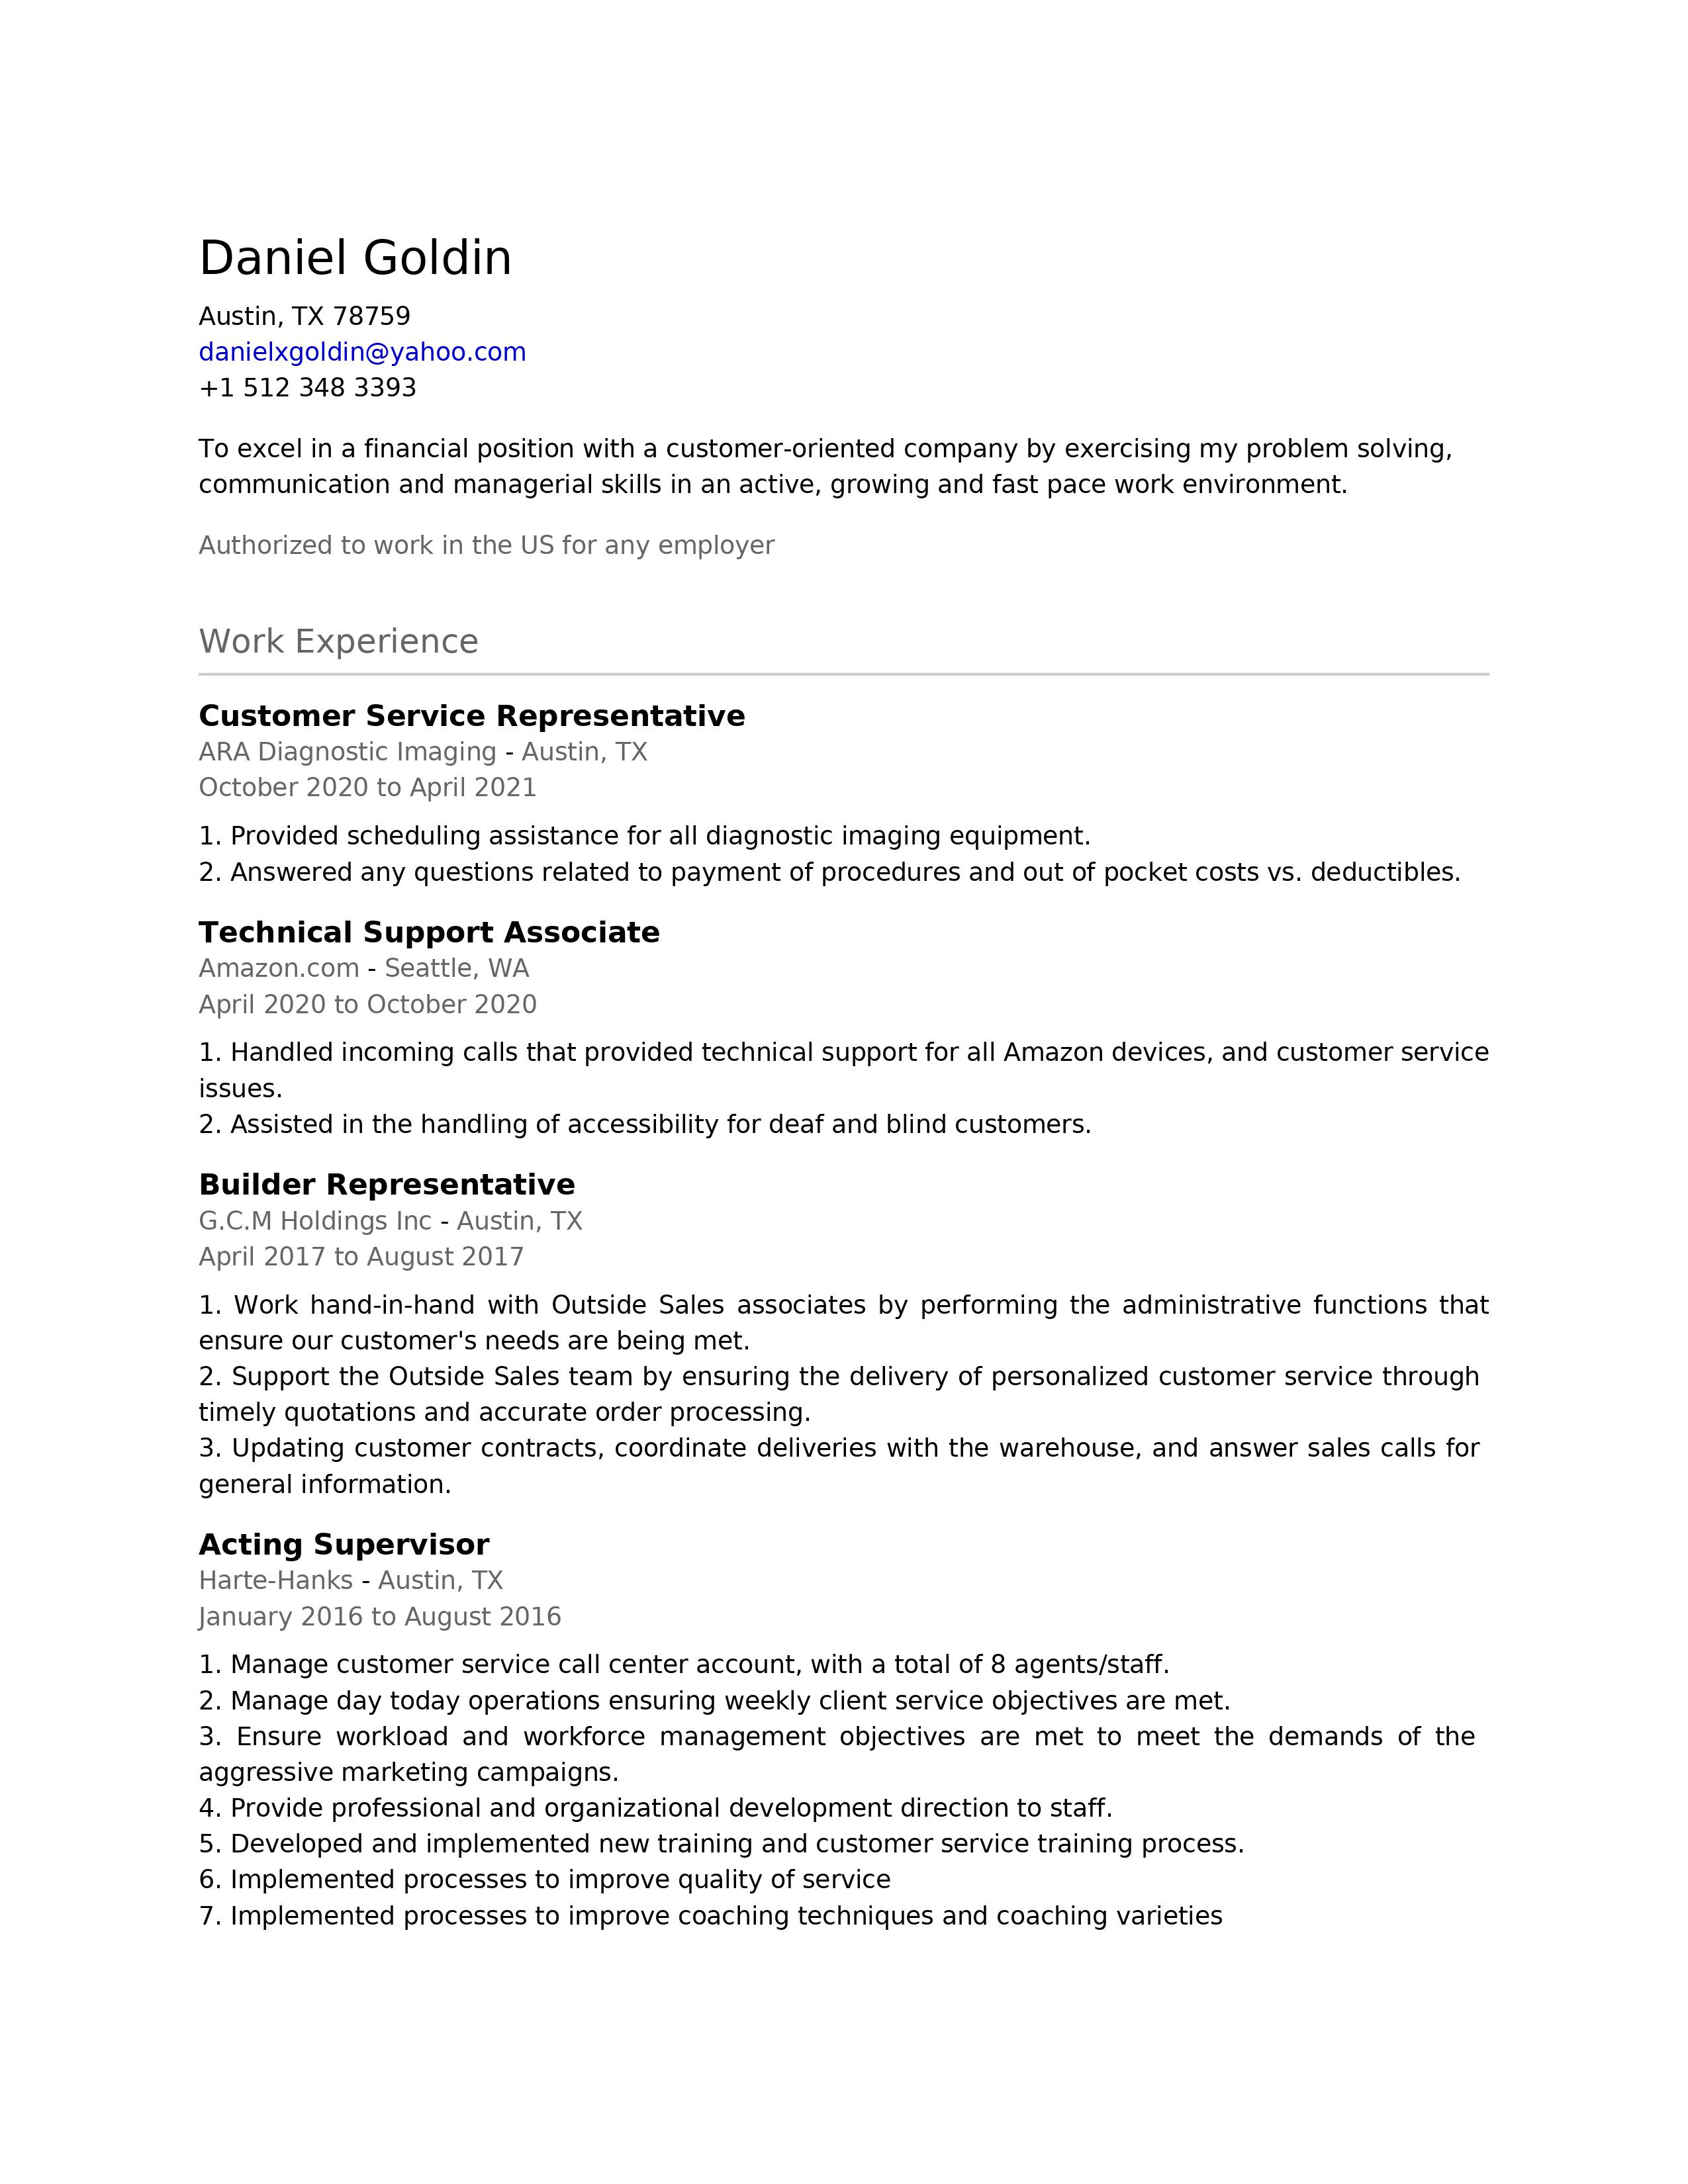 Daniel Goldin
Austin, TX 78759
danielxgoldin@yahoo.com
+1 512 348 3393
To excel in a financial position with a customer-oriented company by exercising my problem solving,
communication and managerial skills in an active, growing and fast pace work environment.
Authorized to work in the US for any employer
Work Experience
Customer Service Representative
ARA Diagnostic Imaging - Austin, TX
October 2020 to April 2021
1. Provided scheduling assistance for all diagnostic imaging equipment.
2. Answered any questions related to payment of procedures and out of pocket costs vs. deductibles.
Technical Support Associate
Amazon.com - Seattle, WA
April 2020 to October 2020
1. Handled incoming calls that provided technical support for all Amazon devices, and customer service
issues.
2. Assisted in the handling of accessibility for deaf and blind customers.
Builder Representative
G.C.M Holdings Inc - Austin, TX
April 2017 to August 2017
1. Work hand-in-hand with Outside Sales associates by performing the administrative functions that
ensure our customer's needs are being met.
2. Support the Outside Sales team by ensuring the delivery of personalized customer service through
timely quotations and accurate order processing.
3. Updating customer contracts, coordinate deliveries with the warehouse, and answer sales calls for
general information.
Acting Supervisor
Harte-Hanks - Austin, TX
January 2016 to August 2016
1. Manage customer service call center account, with a total of 8 agents/staff.
2. Manage day today operations ensuring weekly client service objectives are met.
3. Ensure workload and workforce management objectives are met to meet the demands of the
aggressive marketing campaigns.
4. Provide professional and organizational development direction to staff.
5. Developed and implemented new training and customer service training process.
6. Implemented processes to improve quality of service
7. Implemented processes to improve coaching techniques and coaching varieties